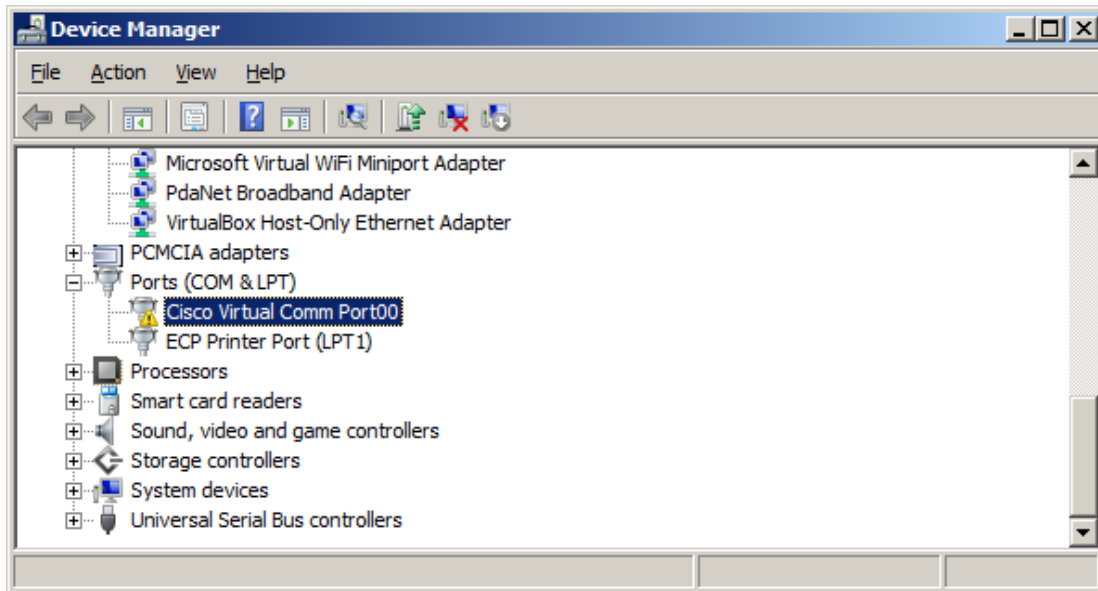 Device Manager
File Action View Help
Microsoft Virtual WiFi Miniport Adapter
PdaNet Broadband Adapter
VirtualBox Host-Only Ethernet Adapter
PCMCIA adapters
Ports (COM & LPT)
Cisco Virtual Comm Port00
ECP Printer Port (LPT1)
Processors
Smart card readers
Sound, video and game controllers
Storage controllers
System devices
Universal Serial Bus controllers